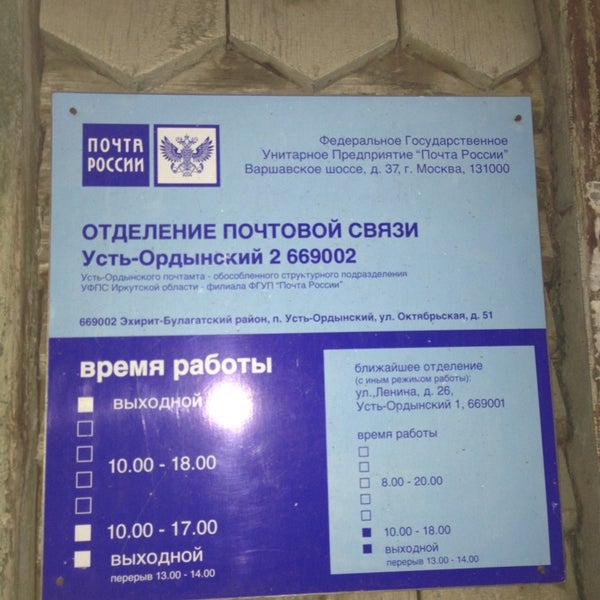 ПОЧТА
РОССИИ
Федеральное Государственное
Унитарное Предприятие "Почта России"
Варшавское шоссе, д. 37, г. Москва, 131000
ОТДЕЛЕНИЕ ПОЧТОВОЙ СВЯЗИ
Усть-Ордынский 2 669002
Усть-Ордынского почтамта - обособленного структурного подразделения
УФПС Иркутской области - филиала ФГУП "Почта России"
669002 Эхирит-Булагатский район, п. Усть-Ордынский, ул. Октябрьская, д. 51
время работы
выходной
10.00 - 18.00
10.00 - 17.00
выходной
перерыв 13.00 - 14.00
ближайшее отделение
(с иным режимом работы):
ул.,Ленина, д. 26,
Усть-Ордынский 1, 669001
время работы
8.00 - 20.00
10.00 - 18.00
выходной
перерыв 13.00 - 14.00